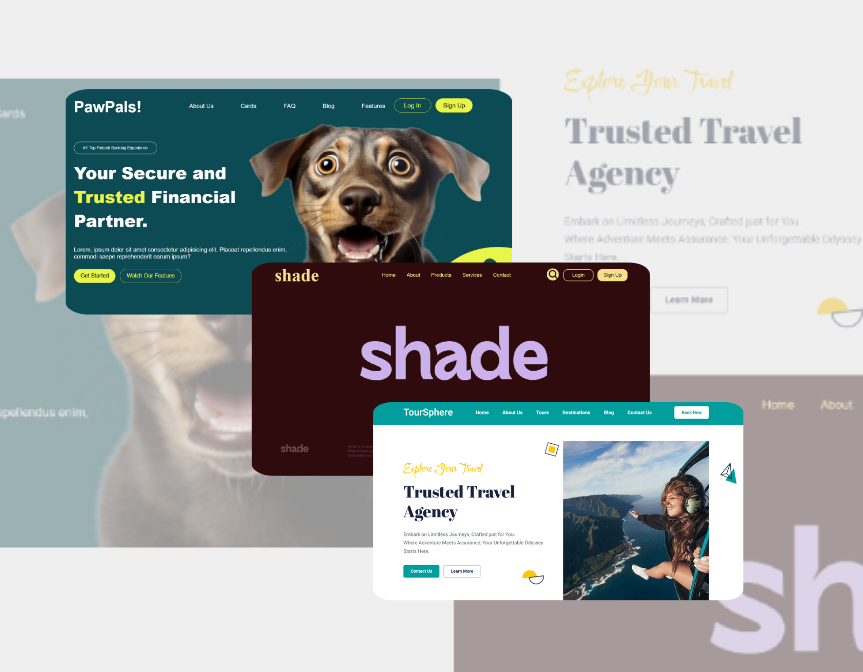 PawPals!
About Us
Cards
FAQ
Blog
Features
Log In
Sign Up
#1 Top Fintech Banking Experience
Your Secure and
Trusted Financial
Partner.
Lorem, ipsum dolor sit amet consectetur adipisicing elit. Placeat repellendus enim,
commodi saepe reprehenderit earum ipsum?
Get Started
Watch Our Featues
shade
Home
About
Products
Services
Contact
Login
Sign Up
shade
shade
TourSphere
Home
About Us
Tours
Destinations
Blog
Contact Us
Book Now
Explore Your Travel
Trusted Travel
Agency
Embark on Limitless Journeys, Crafted just for You.
Where Adventure Meets Assurance: Your Unforgettable Odyssey
Starts Here.
Contact Us
Learn More
Explore Your Travel
Trusted Travel
Agency
Embark on Limitless Journeys, Crafted just for You.
Where Adventure Meets Assurance: Your Unforgettable Odyssey
Starts Here.
Learn More
Home
About
sh
ards
epellendus enim,